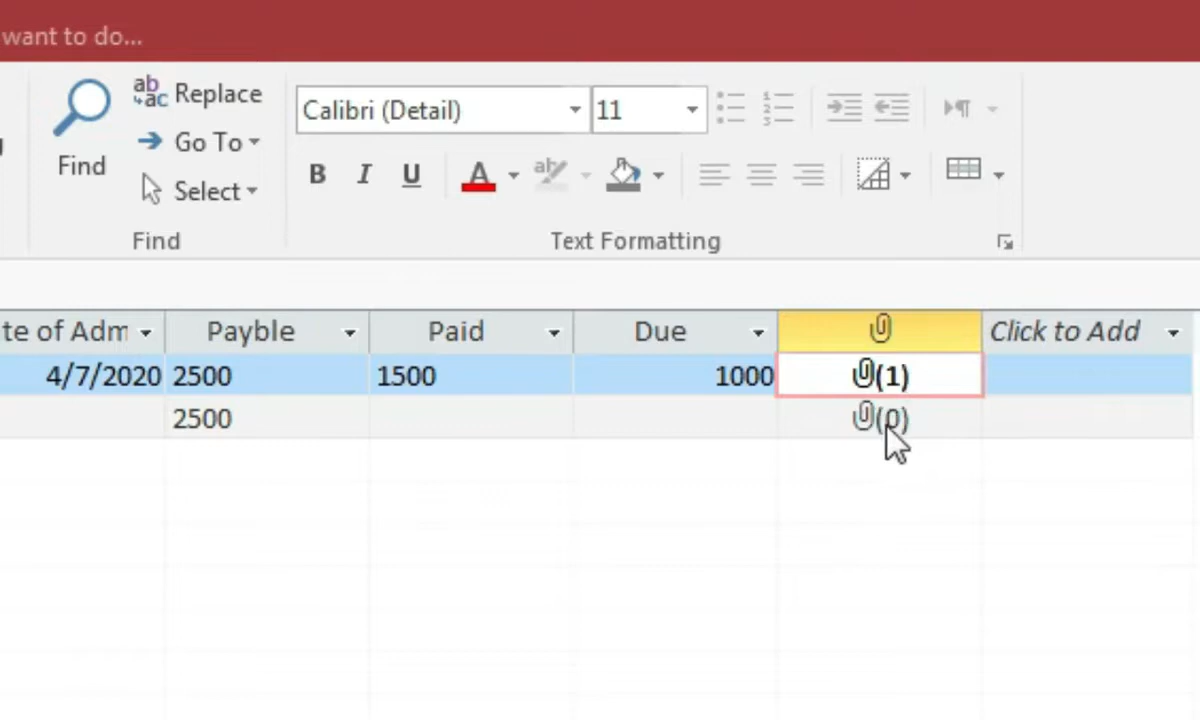 want to do...
Find
Replace
Go To
Select
Find
Calibri (Detail)
11
B I U A ab
Text Formatting
te of Adm Payble Paid Due Click to Add
4/7/2020 2500 1500 1000 (1)
2500 (0)